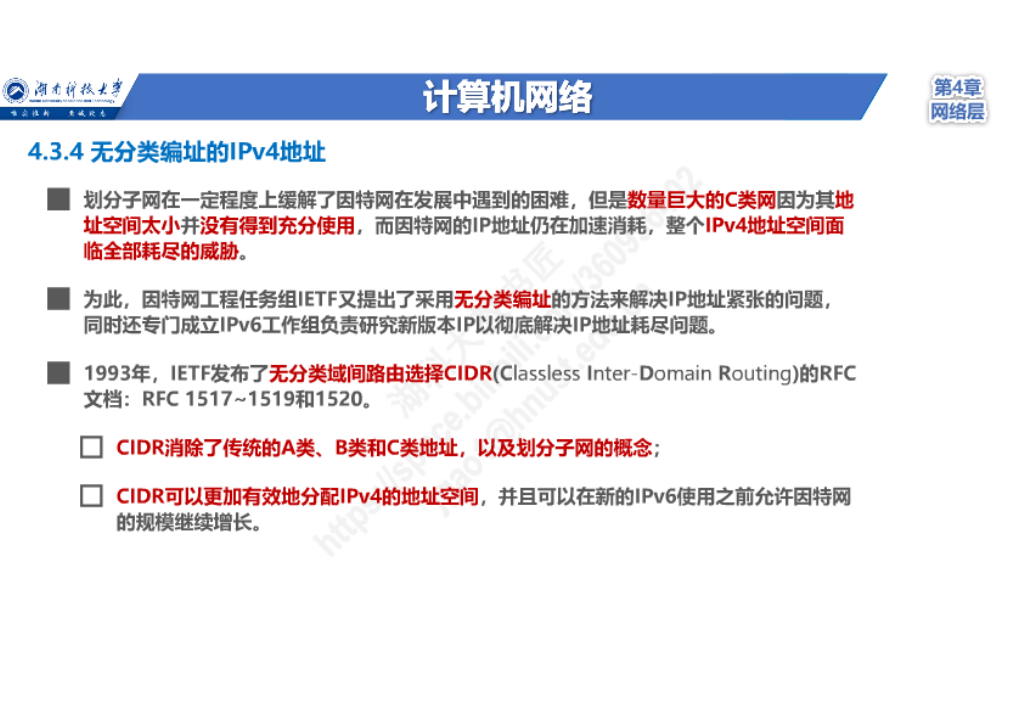 湖南科技大学
计算机网络
第4章
网络层
4.3.4 无分类编址的IPv4地址
划分子网在一定程度上缓解了因特网在发展中遇到的困难，但是数量巨大的C类网因为其地
址空间太小并没有得到充分使用，而因特网的IP地址仍在加速消耗，整个IPv4地址空间面
临全部耗尽的威胁。
为此，因特网工程任务组IETF又提出了采用无分类编址的方法来解决IP地址紧张的问题，
同时还专门成立IPv6工作组负责研究新版本IP以彻底解决IP地址耗尽问题。
1993年，IETF发布了无分类域间路由选择CIDR(Classless Inter-Domain Routing)的RFC
文档：RFC 1517~1519和1520。
CIDR消除了传统的A类、B类和C类地址，以及划分子网的概念；
CIDR可以更加有效地分配IPv4的地址空间，并且可以在新的IPv6使用之前允许因特网
的规模继续增长。